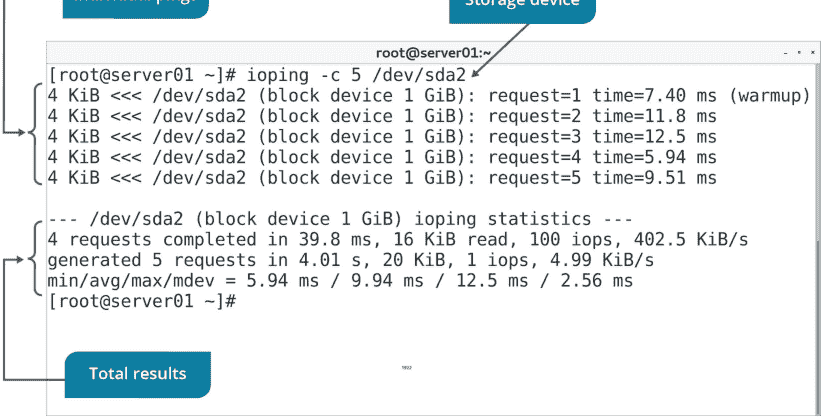 Storage device
root@server01:~
[root@server01 ~]# ioping -c 5 /dev/sda2
4 KiB <<< /dev/sda2 (block device 1 GiB): request=1 time=7.40 ms (warmup)
4 KiB <<< /dev/sda2 (block device 1 GiB): request=2 time=11.8 ms
4 KiB <<< /dev/sda2 (block device 1 GiB): request=3 time=12.5 ms
4 KiB <<< /dev/sda2 (block device 1 GiB): request=4 time=5.94 ms
4 KiB <<< /dev/sda2 (block device 1 GiB): request=5 time=9.51 ms
--- /dev/sda2 (block device 1 GiB) ioping statistics ---
4 requests completed in 39.8 ms, 16 KiB read, 100 iops, 402.5 KiB/s
generated 5 requests in 4.01 s, 20 KiB, 1 iops, 4.99 KiB/s
min/avg/max/mdev = 5.94 ms / 9.94 ms / 12.5 ms / 2.56 ms
[root@server01 ~]#
Total results